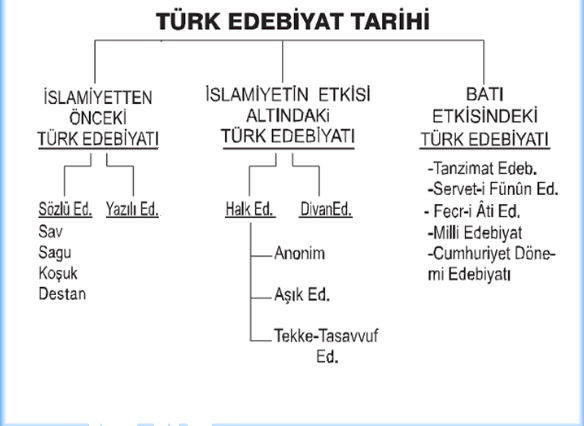 TÜRK EDEBİYAT TARİHİ
İSLAMİYETTEN
ÖNCEKİ
TÜRK EDEBİYATI
Sözlü Ed.
Yazılı Ed.
Sav
Sagu
Koşuk
Destan
İSLAMİYETİN ETKİSİ
ALTINDAKi
TÜRK EDEBİYATI
Halk Ed.
DivanEd.
Anonim
Aşık Ed.
Tekke-Tasavvuf
Ed.
BATI
ETKİSİNDEKİ
TÜRK EDEBİYATI
-Tanzimat Edeb.
-Servet-i Fünûn Ed.
- Fecr-i Âti Ed.
-Milli Edebiyat
-Cumhuriyet Döne-
mi Edebiyatı